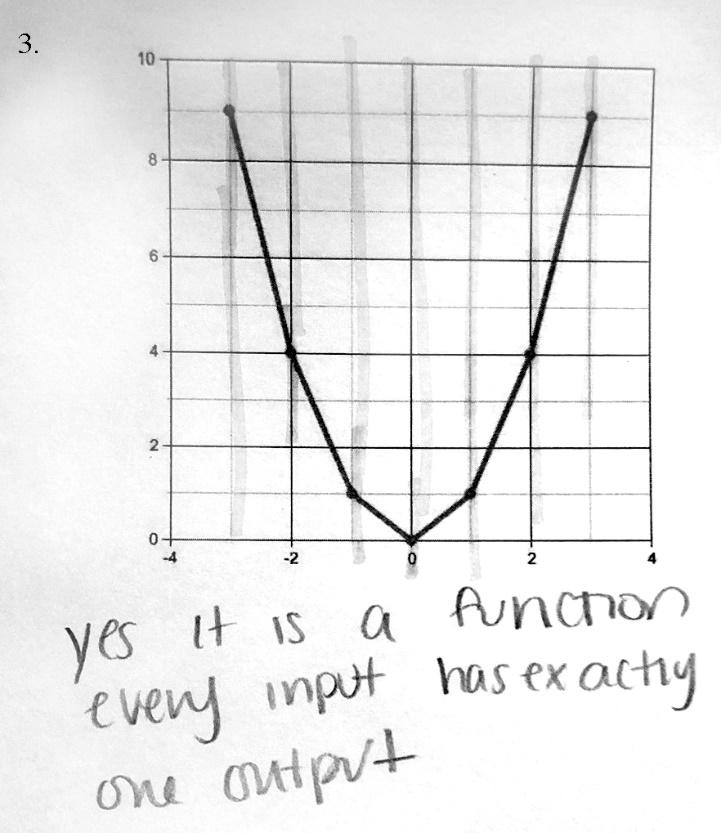 3.
10
8
6
4
2
0
-4 -2 0 2 4
yes it is a function
every input has exactly
one output